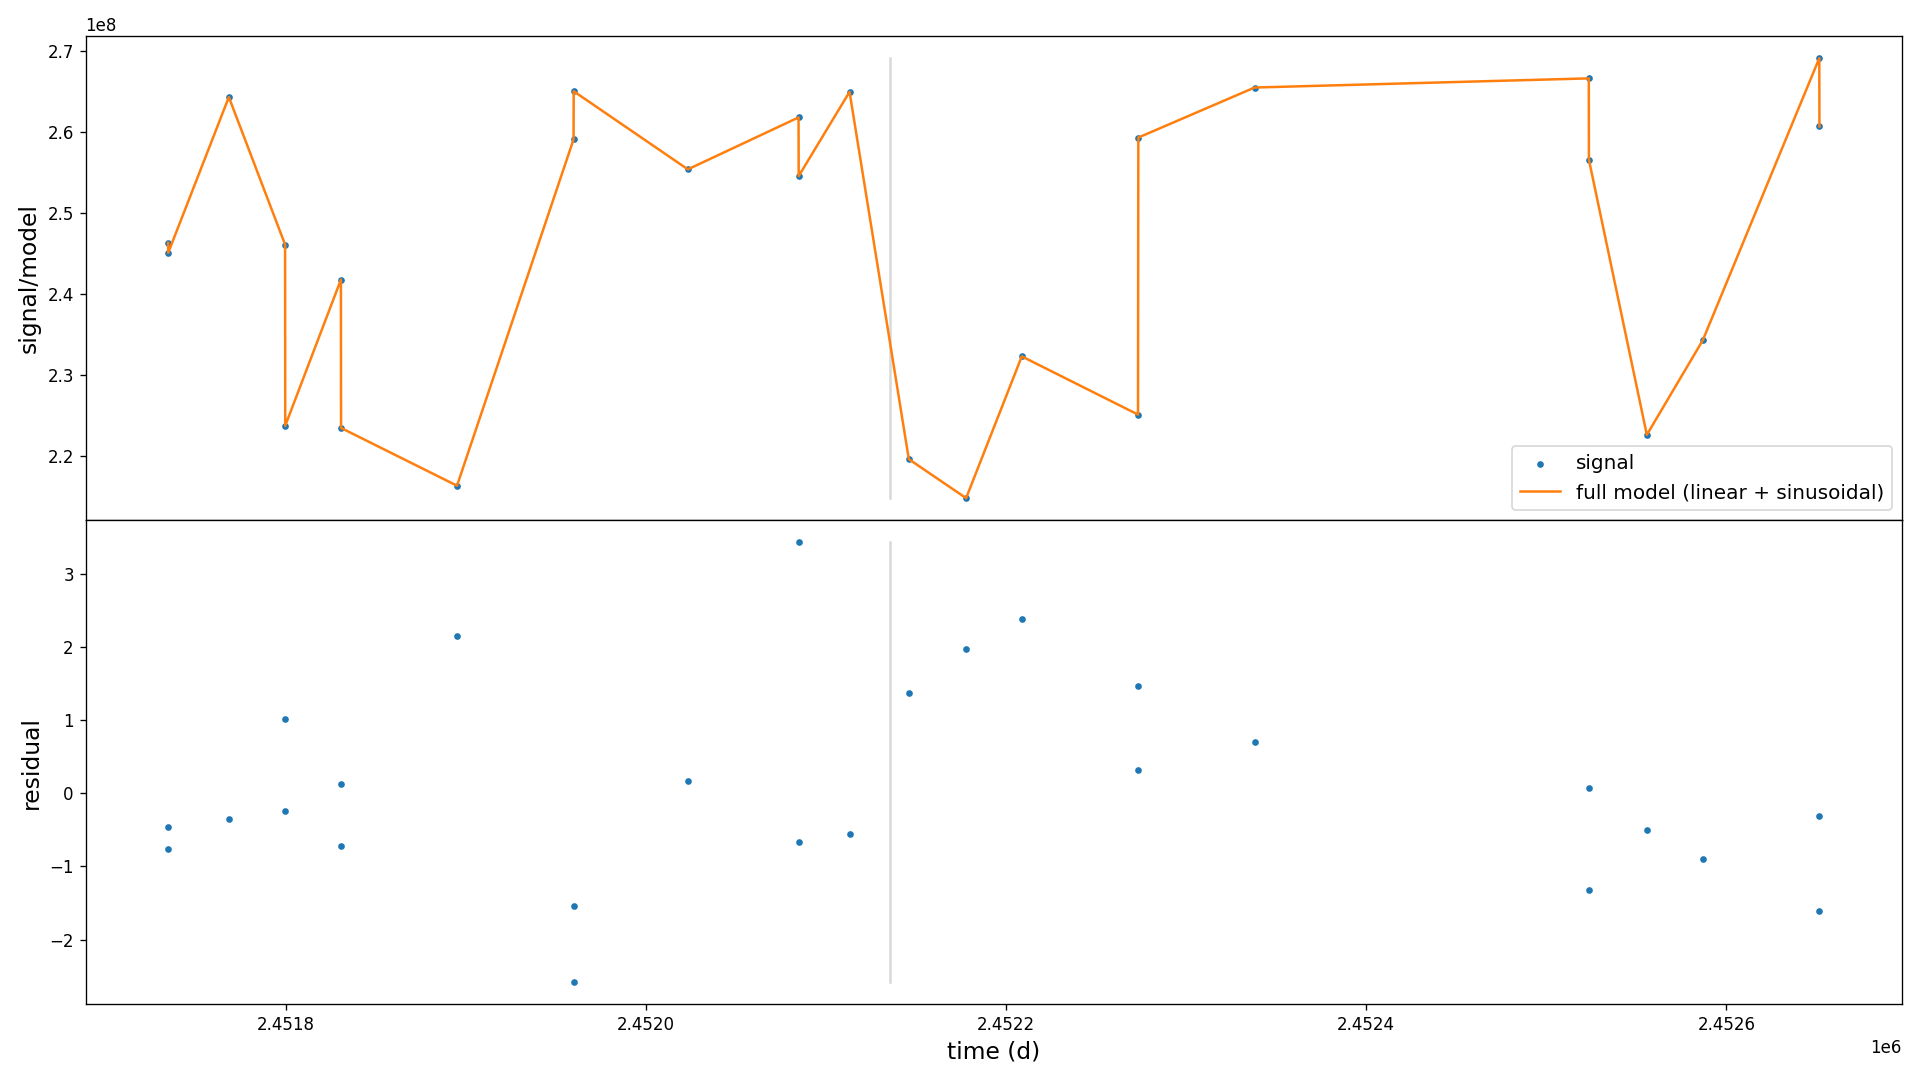 1e8
2.7
2.6
2.5
2.4
2.3
2.2
signal/model
signal
full model (linear + sinusoidal)
3
2
1
0
−1
−2
residual
2.4518
2.4520
2.4522
2.4524
2.4526
time (d)
1e6